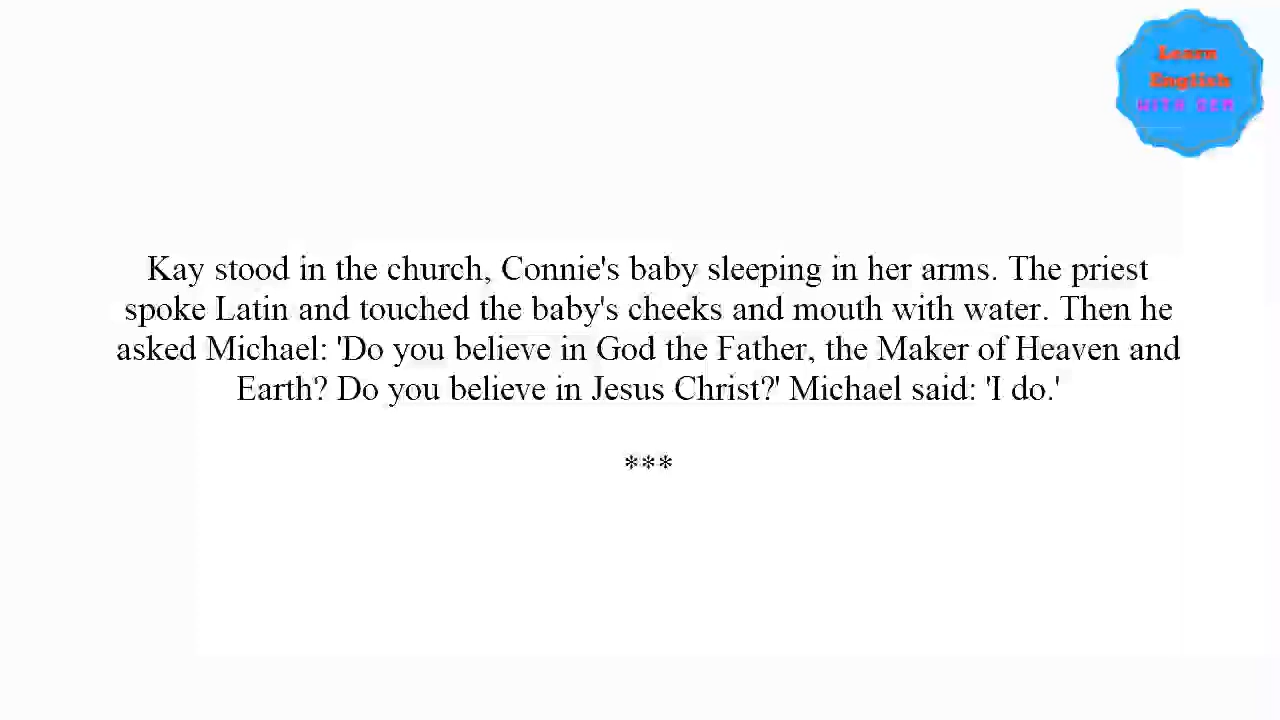 Learn
English
WITH GEM
Kay stood in the church, Connie's baby sleeping in her arms. The priest
spoke Latin and touched the baby's cheeks and mouth with water. Then he
asked Michael: 'Do you believe in God the Father, the Maker of Heaven and
Earth? Do you believe in Jesus Christ?' Michael said: 'I do.'
***